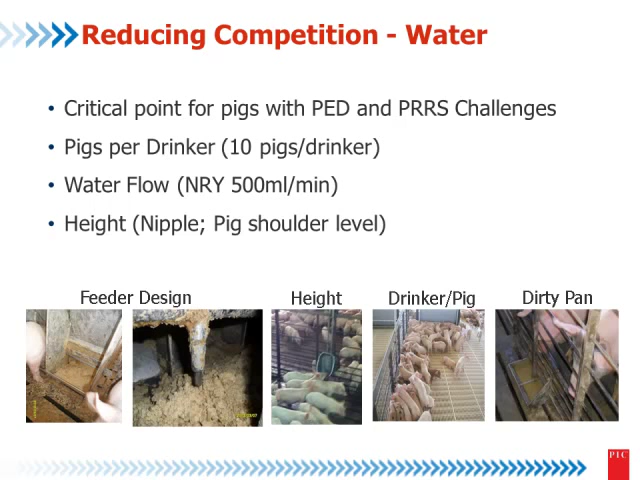 Reducing Competition - Water
• Critical point for pigs with PED and PRRS Challenges
• Pigs per Drinker (10 pigs/drinker)
• Water Flow (NRY 500ml/min)
• Height (Nipple; Pig shoulder level)
Feeder Design
Height
Drinker/Pig
Dirty Pan
PIC